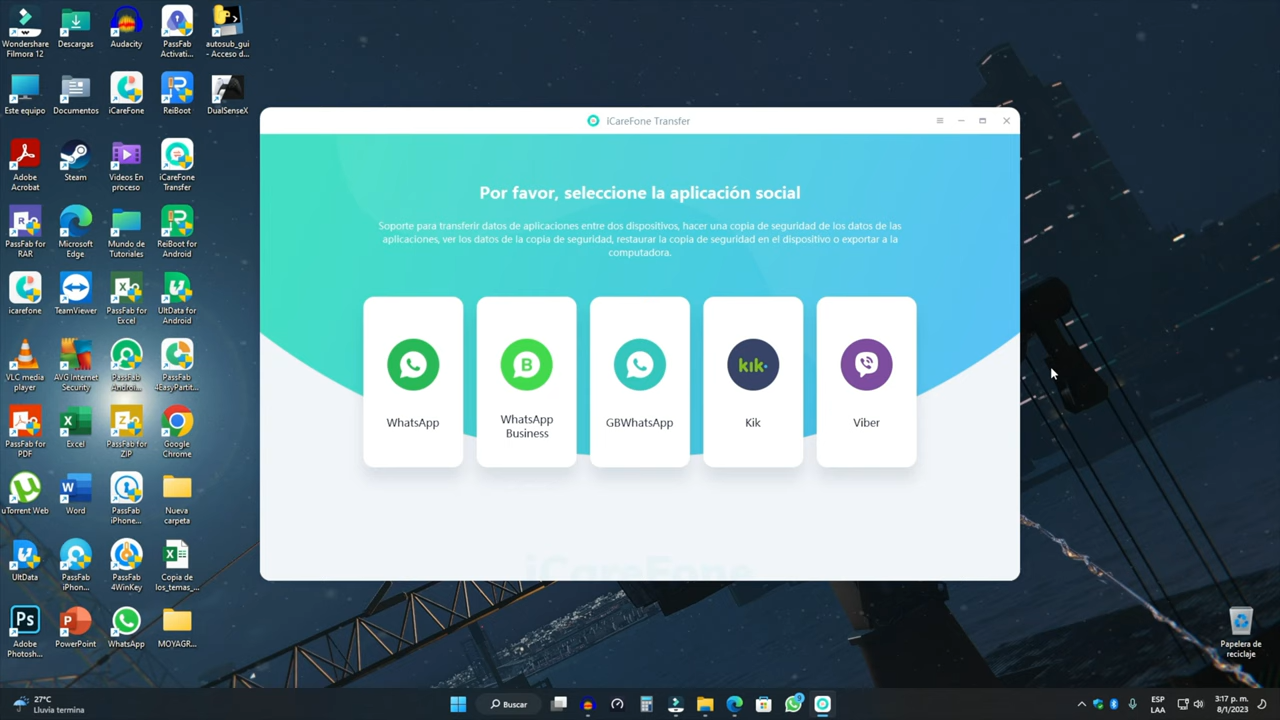 Wondershare
Filmora 12
Descargas
Audacity
PassFab
Activati...
autosub_gui
- Acceso d...
Este equipo
Documentos
iCareFone
ReiBoot
DualSenseX
Adobe
Acrobat
Steam
Videos En
proceso
iCareFone
Transfer
PassFab
for RAR
Microsoft
Edge
Mundo de
Tutoriales
ReiBoot for
Android
icarefone
TeamViewer
PassFab for
Excel
UltData for
Android
VLC media
player
AVG Internet
Security
PassFab
Androi...
PassFab
4EasyPartit...
PassFab for
PDF
Excel
PassFab for
ZIP
Google
Chrome
uTorrent Web
Word
PassFab
iPhone...
Nueva
carpeta
UltData
PassFab
iPhon...
PassFab
4WinKey
Copia de
los_temas_...
Adobe
Photosh...
PowerPoint
WhatsApp
MOYAGR...
iCareFone Transfer
Por favor, seleccione la aplicación social
Soporte para transferir datos de aplicaciones entre dos dispositivos, hacer una copia de seguridad de los datos de las
aplicaciones, ver los datos de la copia de seguridad, restaurar la copia de seguridad en el dispositivo o exportar a la
computadora.
kik
WhatsApp
WhatsApp
Business
GBWhatsApp
Kik
Viber
iCareFone
Papelera de
reciclaje
27°C
Lluvia termina
Buscar
ESP
LAA
3:17 p. m.
8/1/2023